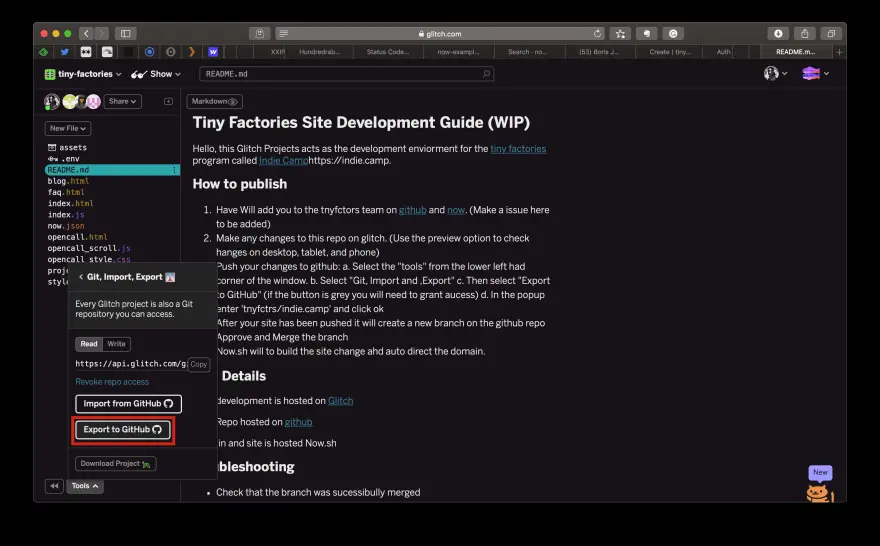 glitch.com
XXIV
Hundredrab...
Status Code...
now-exampl...
Search - no...
(53) Boris J...
Create | tiny...
Auth
README.m...
tiny-factories
Show
README.md
Share
Markdown
New File
assets
.env
README.md
blog.html
faq.html
index.html
index.js
now.json
opencall.html
opencall_scroll.js
opencall style.css
proj
style
Git, Import, Export
Every Glitch project is also a Git
repository you can access.
Read
Write
https://api.glitch.com/g
Copy
Revoke repo access
Import from GitHub
Export to GitHub
Download Project
Tools
Tiny Factories Site Development Guide (WIP)
Hello, this Glitch Projects acts as the development enviorment for the tiny factories
program called Indie Camphttps://indie.camp.
How to publish
1. Have Will add you to the tnyfctors team on github and now. (Make a issue here
to be added)
2. Make any changes to this repo on glitch. (Use the preview option to check
hanges on desktop, tablet, and phone)
Push your changes to github: a. Select the "tools" from the lower left had
corner of the window. b. Select "Git, Import and ,Export" c. Then select "Export
to GitHub" (if the button is grey you will need to grant aucess) d. In the popup
enter 'tnyfctrs/indie.camp' and click ok
After your site has been pushed it will create a new branch on the github repo
Approve and Merge the branch
Now.sh will to build the site change ahd auto direct the domain.
Details
development is hosted on Glitch
Repo hosted on github
in and site is hosted Now.sh
bleshooting
Check that the branch was sucessibully merged
New